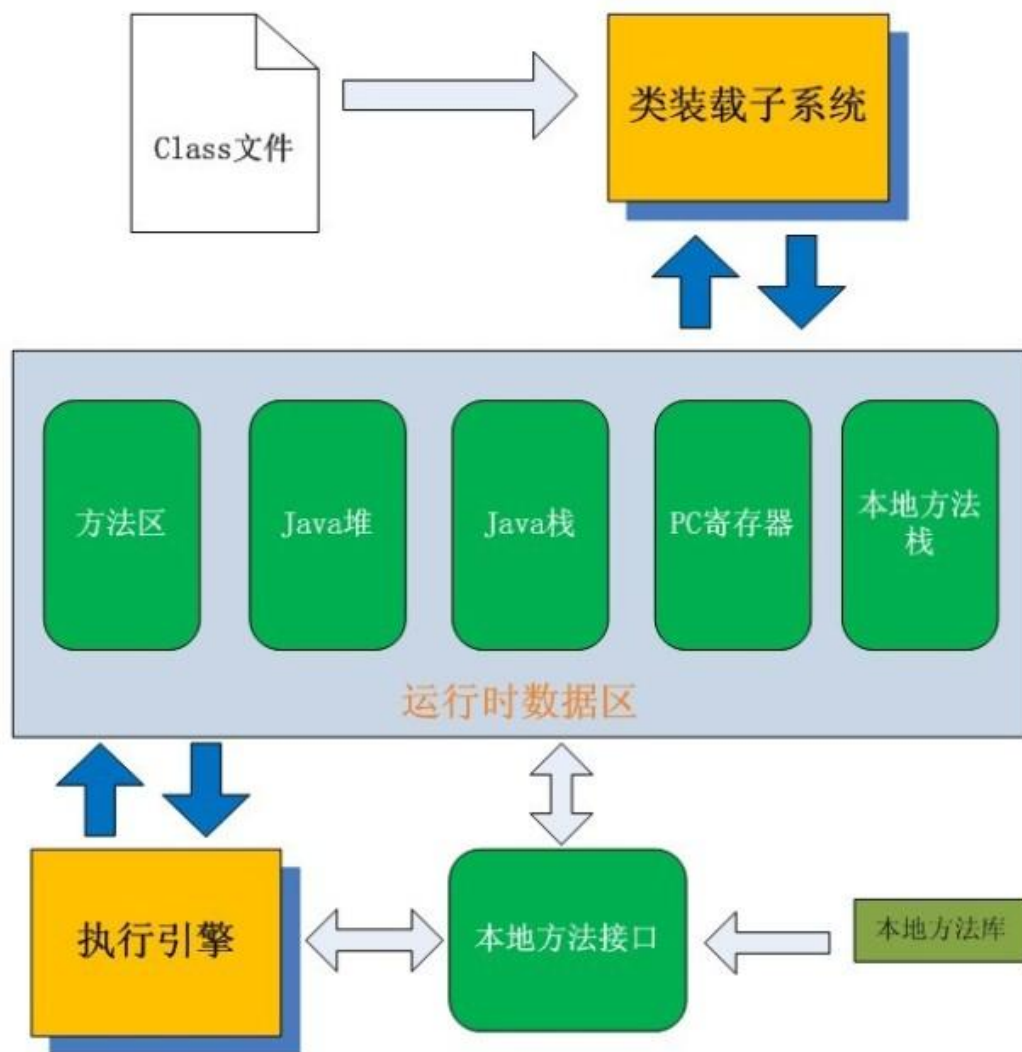 Class文件
类装载子系统
方法区
Java堆
Java栈
PC寄存器
本地方法
栈
运行时数据区
执行引擎
本地方法接口
本地方法库